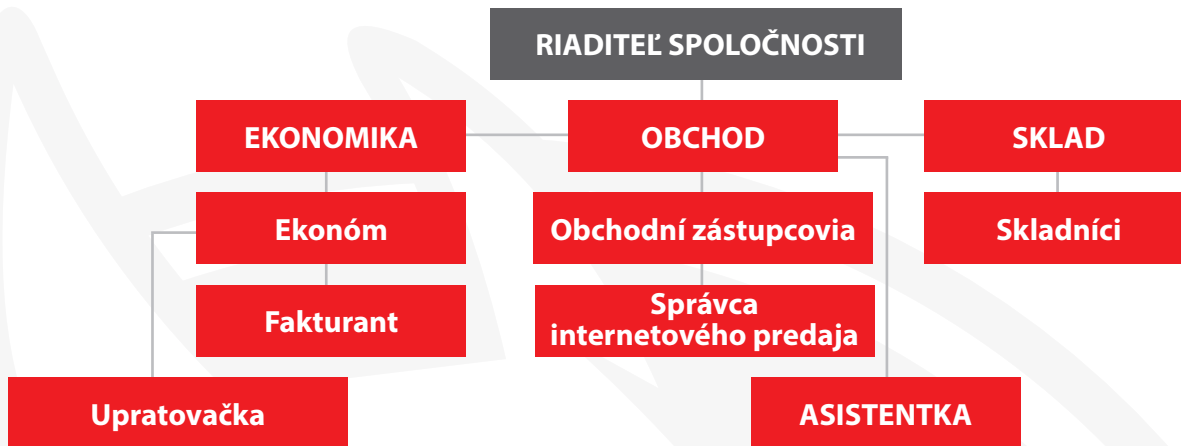 RIADITEĽ SPOLOČNOSTI
EKONOMIKA
OBCHOD
SKLAD
Ekonóm
Obchodní zástupcovia
Skladníci
Fakturant
Správca
internetového predaja
Upratovačka
ASISTENTKA